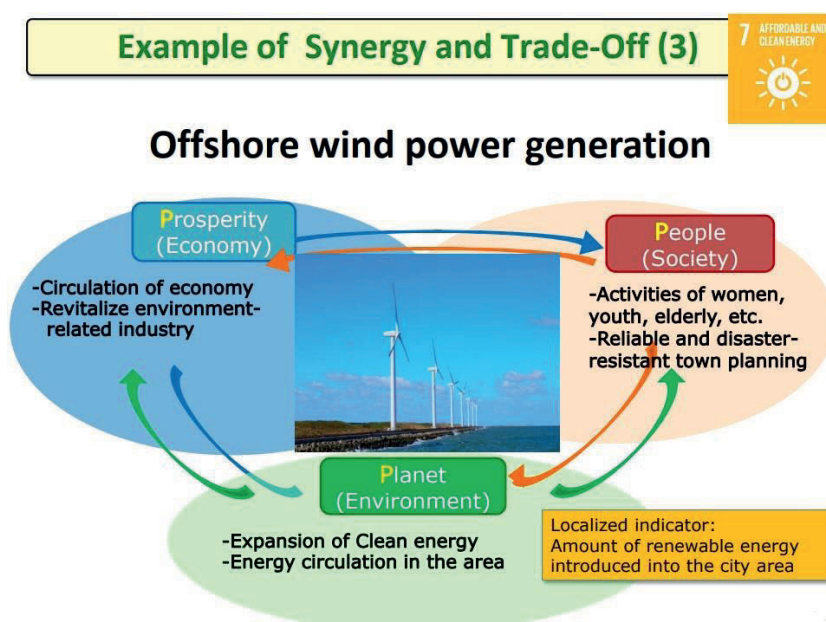 Example of Synergy and Trade-Off (3)
7 AFFORDABLE AND
CLEAN ENERGY
Offshore wind power generation
Prosperity
(Economy)
-Circulation of economy
-Revitalize environment-
related industry
People
(Society)
-Activities of women,
youth, elderly, etc.
-Reliable and disaster-
resistant town planning
Planet
(Environment)
-Expansion of Clean energy
-Energy circulation in the area
Localized indicator:
Amount of renewable energy
introduced into the city area